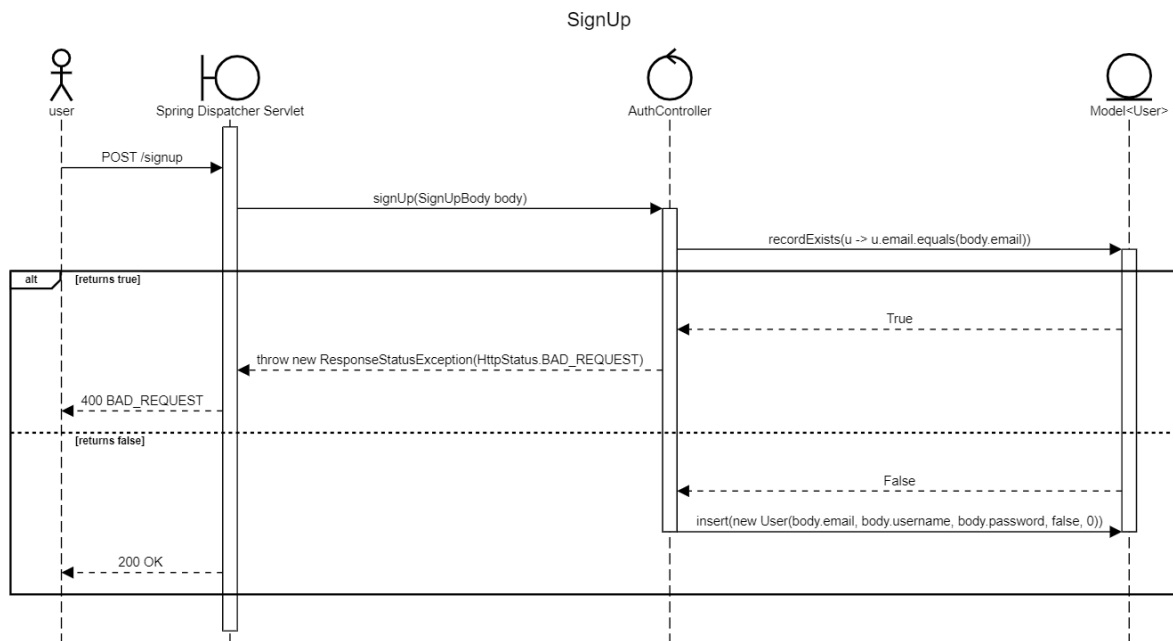 SignUp
user
Spring Dispatcher Servlet
AuthController
Model<User>
POST /signup
signUp(SignUpBody body)
recordExists(u -> u.email.equals(body.email))
alt
[returns true]
True
throw new ResponseStatusException(HttpStatus.BAD_REQUEST)
400 BAD_REQUEST
[returns false]
False
insert(new User(body.email, body.username, body.password, false, 0))
200 OK